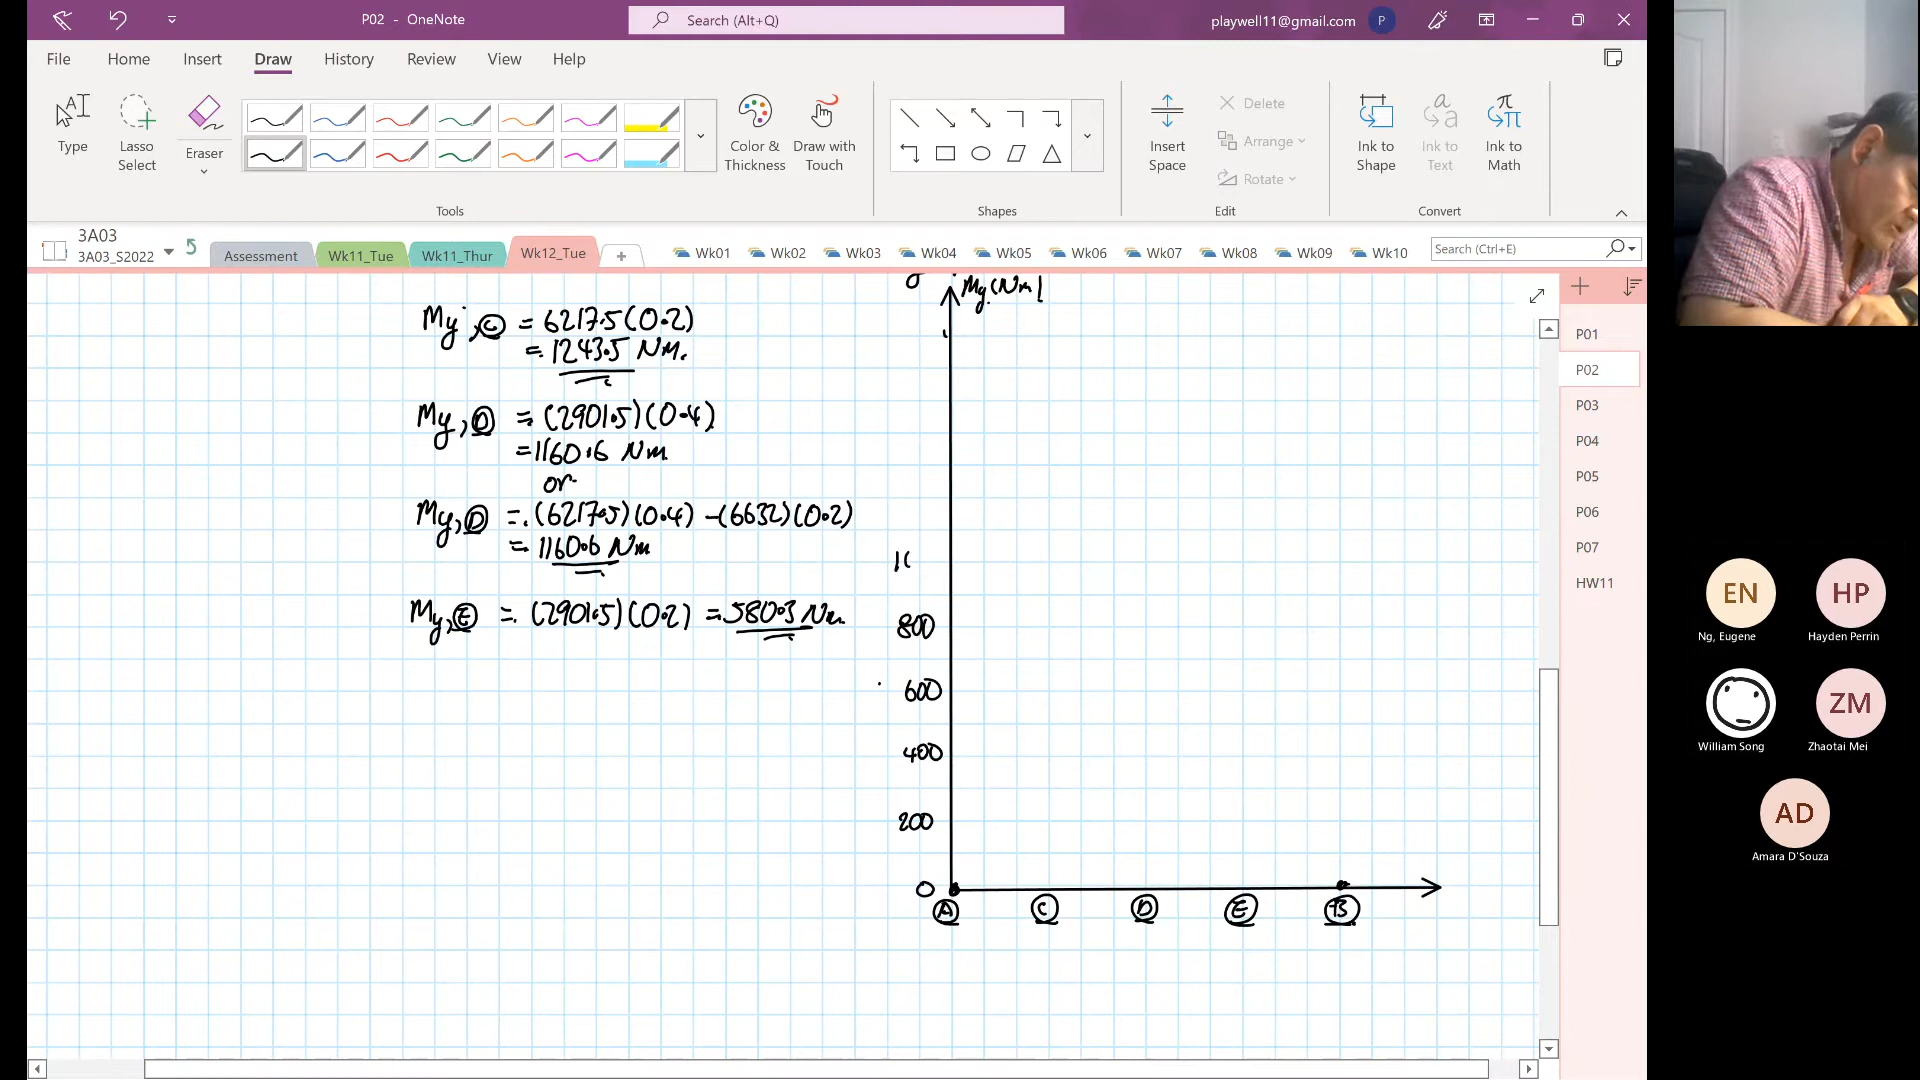 P02 - OneNote
Search (Alt+Q)
playwell11@gmail.com
P
File Home Insert Draw History Review View Help
Type
Lasso Select
Eraser
Color & Thickness
Draw with Touch
Insert Space
Delete
Arrange
Rotate
Ink to Shape
Ink to Text
Ink to Math
Tools
Shapes
Edit
Convert
3A03
3A03_S2022
Assessment Wk11_Tue Wk11_Thur Wk12_Tue
Wk01 Wk02 Wk03 Wk04 Wk05 Wk06 Wk07 Wk08 Wk09 Wk10
Search (Ctrl+E)
My,C = 6217.5(0.2)
= 1243.5 Nm.
My,D = (2901.5)(0.4)
= 1160.6 Nm
or
My,D = (6217.5)(0.4) - (6632)(0.2)
= 1160.6 Nm
My,E = (2901.5)(0.2) = 580.3 Nm
My (Nm)
800
600
400
200
0
A C D E B
P01
P02
P03
P04
P05
P06
P07
HW11
EN
Ng, Eugene
HP
Hayden Perrin
William Song
ZM
Zhaotai Mei
AD
Amara D'Souza